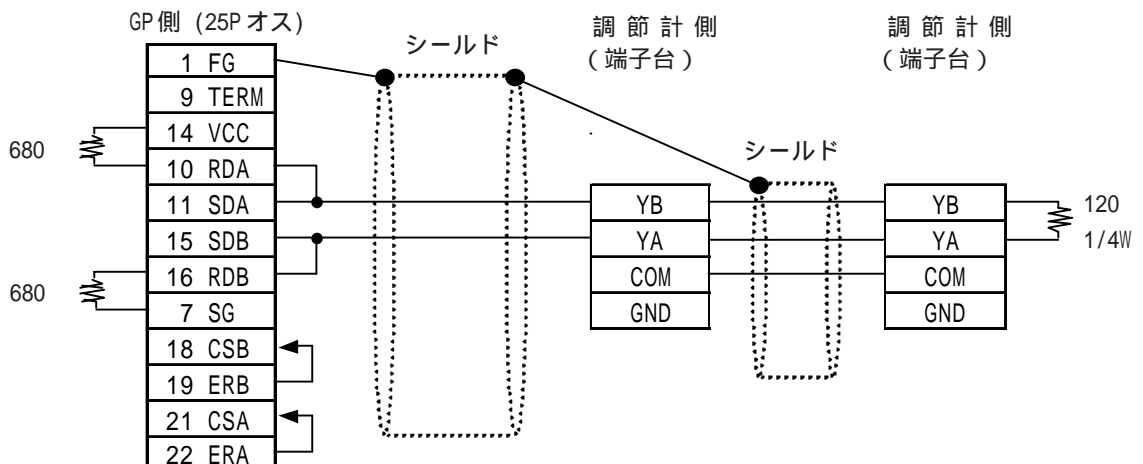 GP側 (25Pオス)
シールド
調 節 計 側
(端子台)
調 節 計 側
(端子台)
1 FG
9 TERM
14 VCC
10 RDA
11 SDA
15 SDB
16 RDB
7 SG
18 CSB
19 ERB
21 CSA
22 ERA
680
680
シールド
YB
YA
COM
GND
YB
YA
COM
GND
120
1/4W